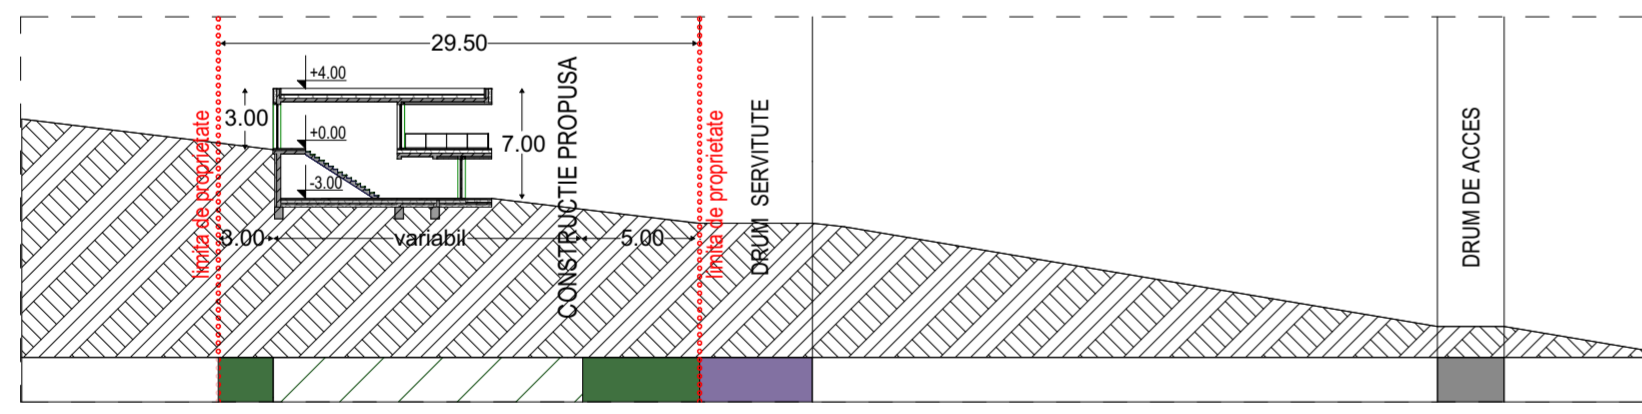 29.50
+4.00
3.00
+0.00
7.00
-3.00
3.00
variabil
5.00
limita de proprietate
CONSTRUCTIE PROPUSA
limita de proprietate
DRUM SERVITUTE
DRUM DE ACCES